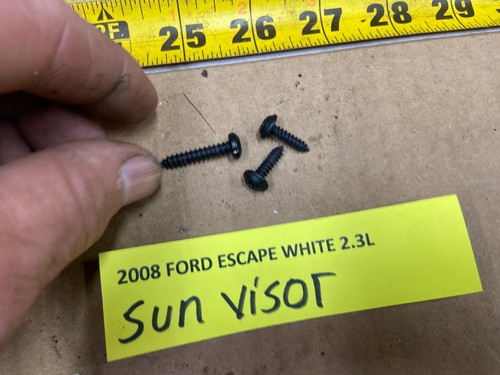 25 26 27 28 29
2008 FORD ESCAPE WHITE 2.3L
sun visor